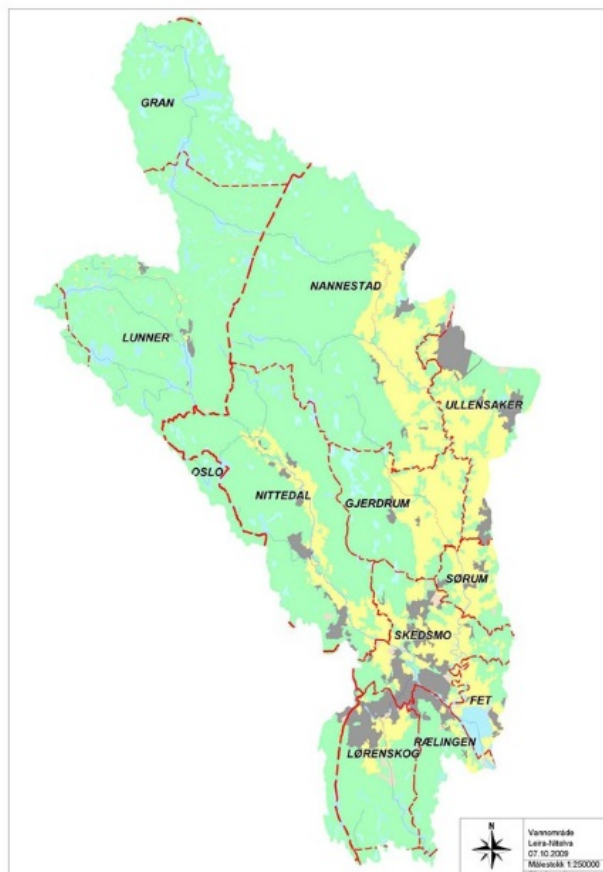 GRAN
NANNESTAD
LUNNER
ULLENSAKER
OSLO
NITTEDAL
GJERDRUM
SØRUM
SKEDSMO
FET
RÆLINGEN
LØRENSKOG
N
Vannområde
Leira-Nitelva
07.10.2009
Målestokk 1:250000